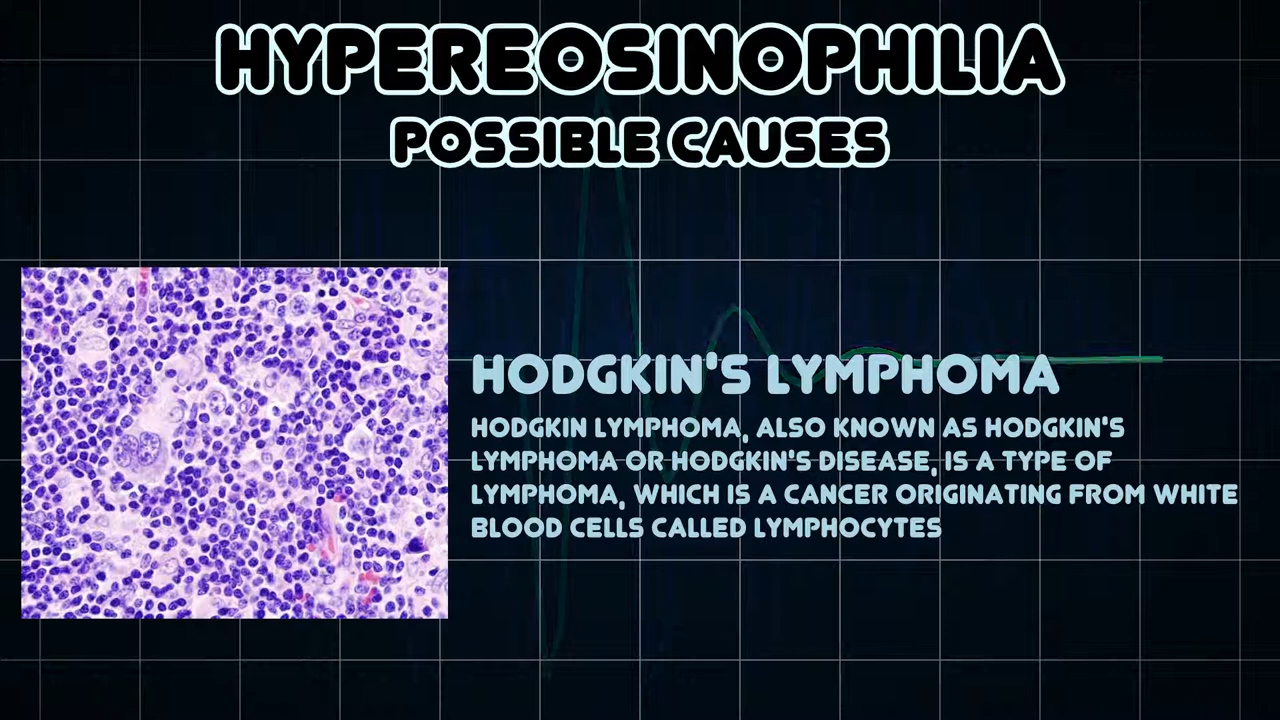 HYPEREOSINOPHILIA
POSSIBLE CAUSES
HODGKIN'S LYMPHOMA
HODGKIN LYMPHOMA, ALSO KNOWN AS HODGKIN'S
LYMPHOMA OR HODGKIN'S DISEASE, IS A TYPE OF
LYMPHOMA, WHICH IS A CANCER ORIGINATING FROM WHITE
BLOOD CELLS CALLED LYMPHOCYTES